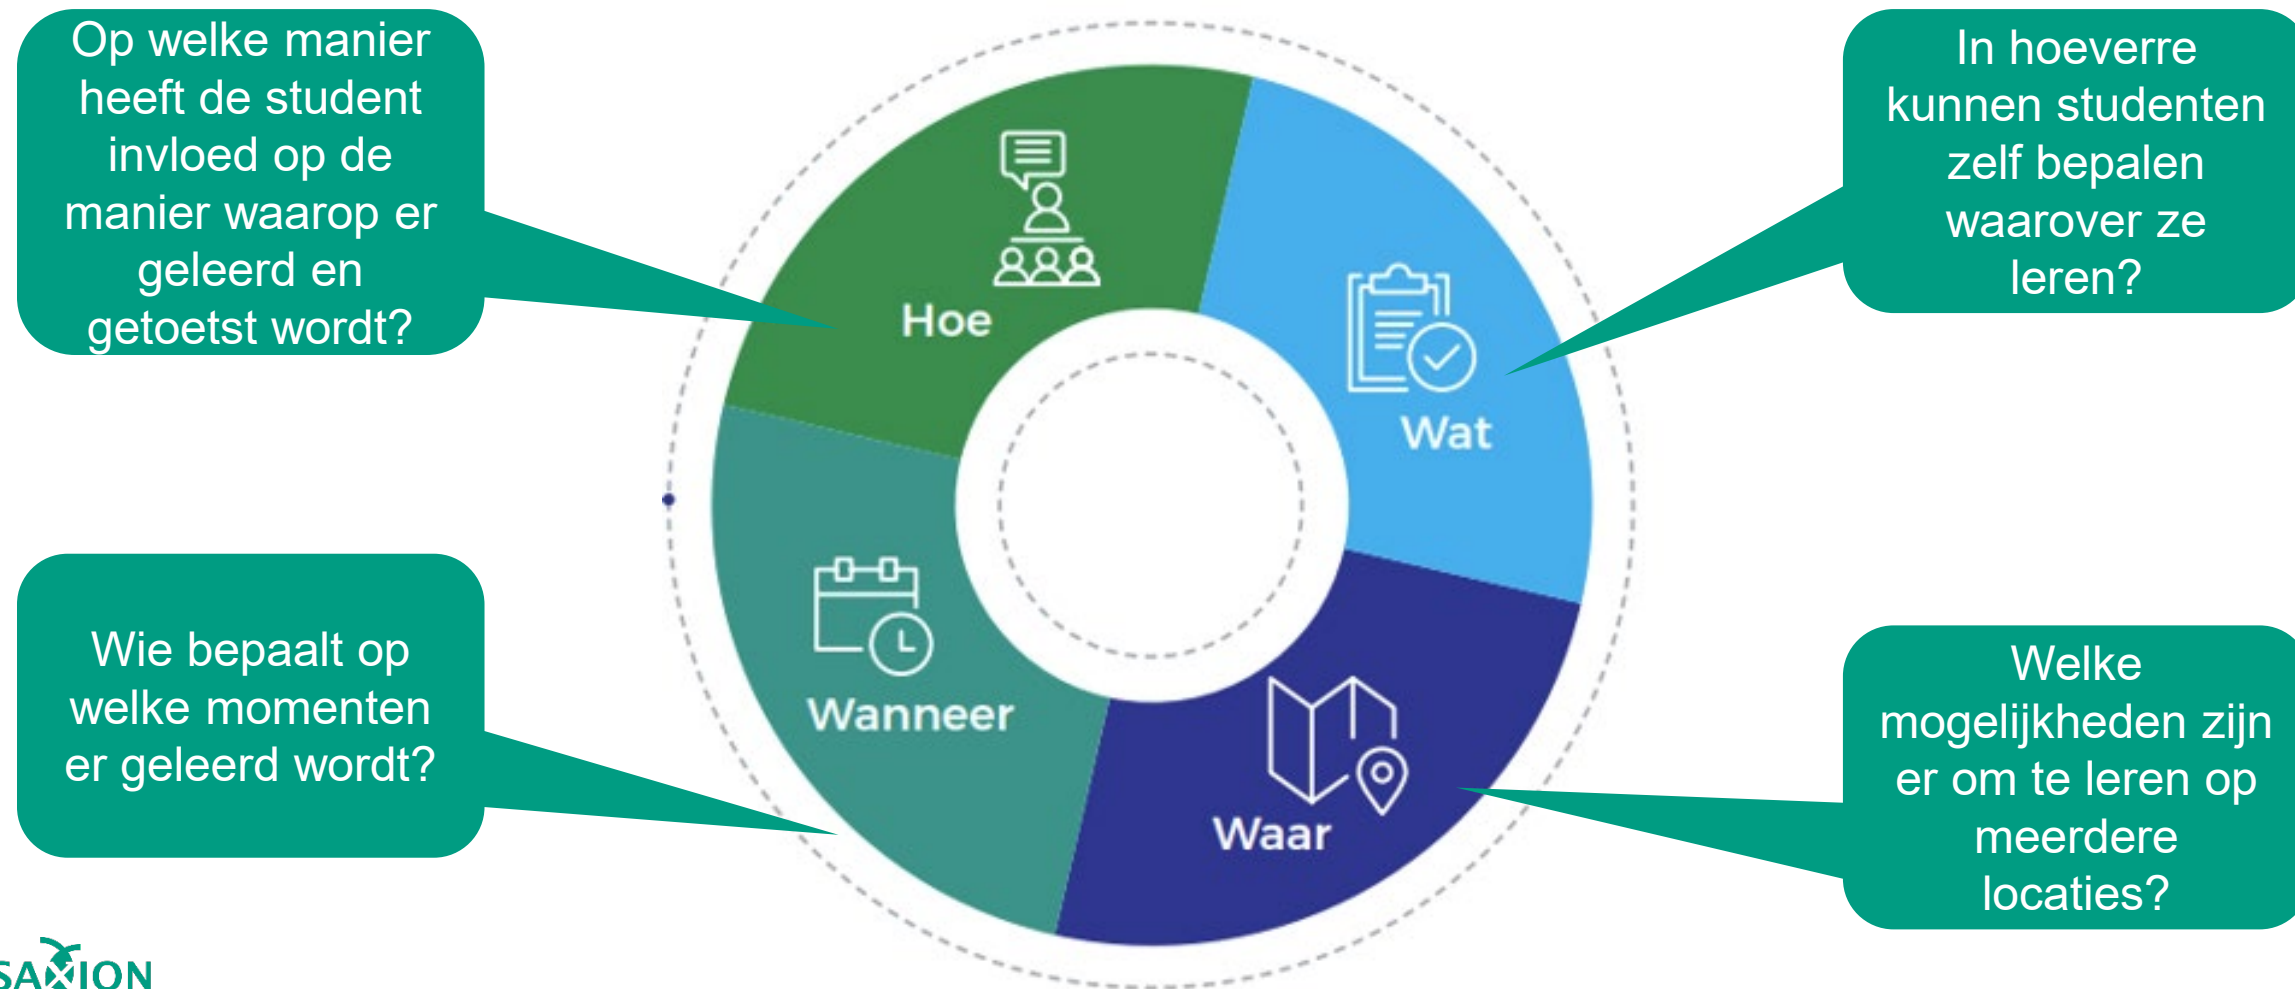 Op welke manier
heeft de student
invloed op de
manier waarop er
geleerd en
getoetst wordt?
In hoeverre
kunnen studenten
zelf bepalen
waarover ze
leren?
Hoe
Wat
Wie bepaalt op
welke momenten
er geleerd wordt?
Wanneer
Waar
Welke
mogelijkheden zijn
er om te leren op
meerdere
locaties?
SAXION